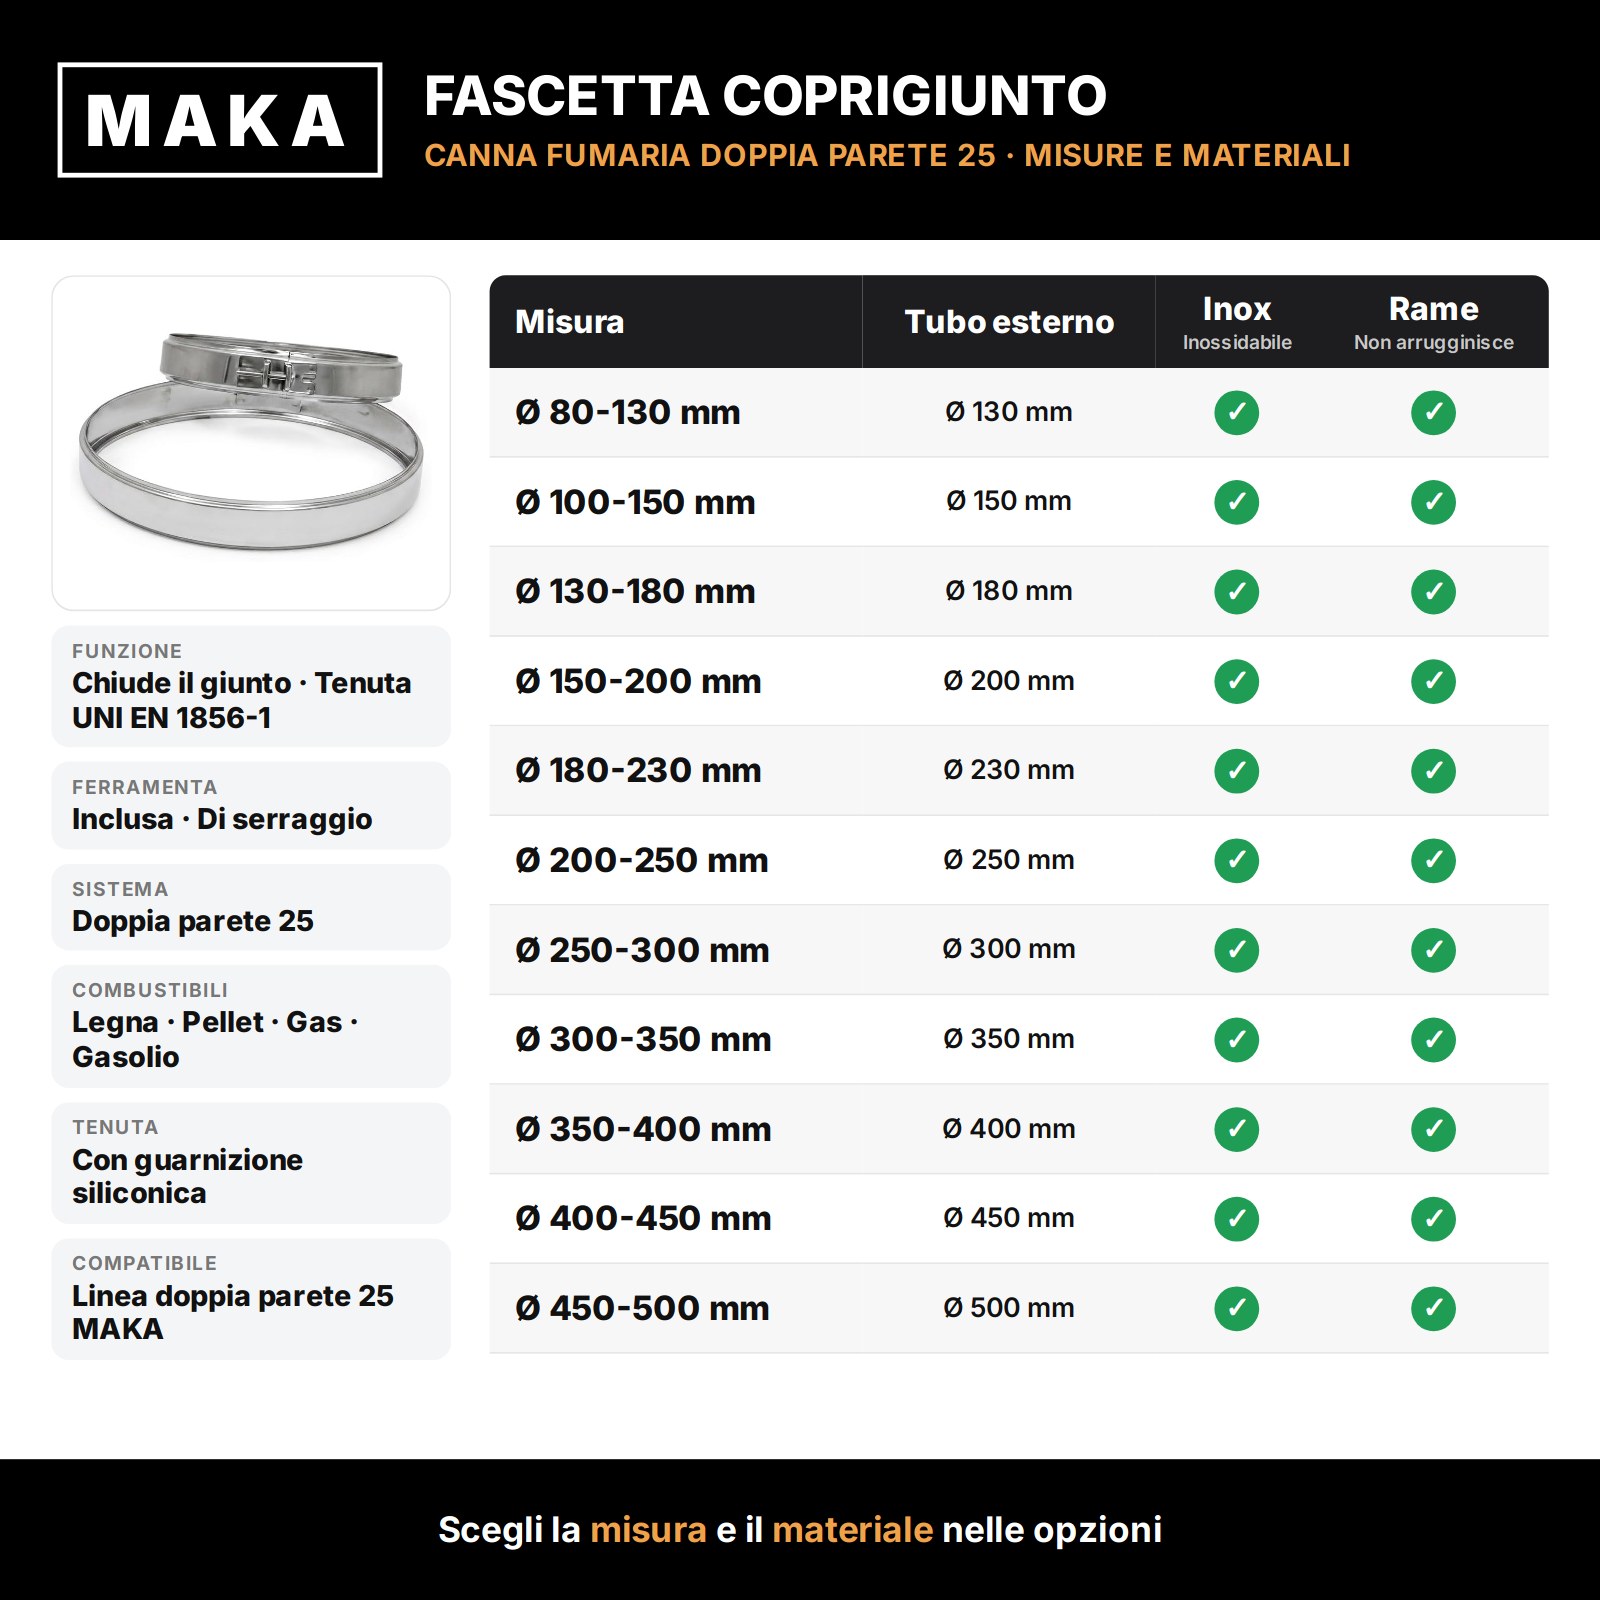 MAKA
FASCETTA COPRIGIUNTO
CANNA FUMARIA DOPPIA PARETE 25 · MISURE E MATERIALI
FUNZIONE
Chiude il giunto · Tenuta
UNI EN 1856-1
FERRAMENTA
Inclusa · Di serraggio
SISTEMA
Doppia parete 25
COMBUSTIBILI
Legna · Pellet · Gas ·
Gasolio
TENUTA
Con guarnizione
siliconica
COMPATIBILE
Linea doppia parete 25
MAKA
Misura Tubo esterno Inox Rame
Inossidabile Non arrugginisce
Ø 80-130 mm Ø 130 mm ✓ ✓
Ø 100-150 mm Ø 150 mm ✓ ✓
Ø 130-180 mm Ø 180 mm ✓ ✓
Ø 150-200 mm Ø 200 mm ✓ ✓
Ø 180-230 mm Ø 230 mm ✓ ✓
Ø 200-250 mm Ø 250 mm ✓ ✓
Ø 250-300 mm Ø 300 mm ✓ ✓
Ø 300-350 mm Ø 350 mm ✓ ✓
Ø 350-400 mm Ø 400 mm ✓ ✓
Ø 400-450 mm Ø 450 mm ✓ ✓
Ø 450-500 mm Ø 500 mm ✓ ✓
Scegli la misura e il materiale nelle opzioni